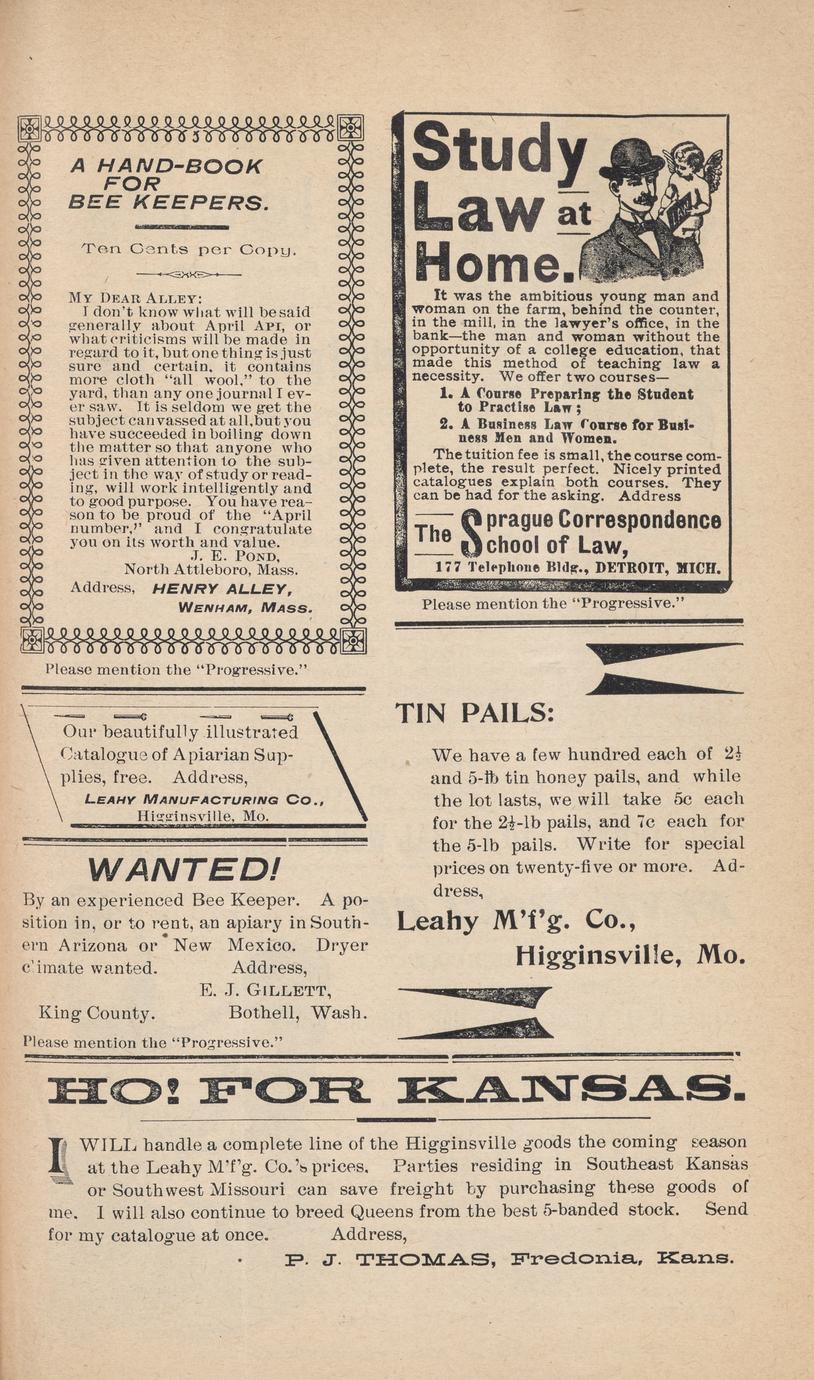 A HAND-BOOK
FOR
BEE KEEPERS.
Ten Cents per Copy.
MY DEAR ALLEY:
I don't know what will be said
generally about April API, or
what criticisms will be made in
regard to it, but one thing is just
sure and certain, it contains
more cloth "all wool," to the
yard, than any one journal I ev-
er saw. It is seldom we get the
subject canvassed at all, but you
have succeeded in boiling down
the matter so that anyone who
has given attention to the sub-
ject in the way of study or read-
ing, will work intelligently and
to good purpose. You have rea-
son to be proud of the "April
number," and I congratulate
you on its worth and value.
J. E. POND,
North Attleboro, Mass.
Address, HENRY ALLEY,
WENHAM, MASS.
Please mention the "Progressive."
Our beautifully illustrated
Catalogue of Apiarian Sup-
plies, free. Address,
LEAHY MANUFACTURING CO.,
Higginsville, Mo.
WANTED!
By an experienced Bee Keeper. A po-
sition in, or to rent, an apiary in South-
ern Arizona or New Mexico. Dryer
climate wanted. Address,
E. J. GILLETT,
King County. Bothell, Wash.
Please mention the "Progressive."
Study
Law at
Home.
LAW
It was the ambitious young man and
woman on the farm, behind the counter,
in the mill, in the lawyer's office, in the
bank—the man and woman without the
opportunity of a college education, that
made this method of teaching law a
necessity. We offer two courses—
1. A Course Preparing the Student
to Practise Law;
2. A Business Law Course for Busi-
ness Men and Women.
The tuition fee is small, the course com-
plete, the result perfect. Nicely printed
catalogues explain both courses. They
can be had for the asking. Address
The Sprague Correspondence
School of Law,
177 Telephone Bldg., DETROIT, MICH.
Please mention the "Progressive."
TIN PAILS:
We have a few hundred each of 2½
and 5-lb tin honey pails, and while
the lot lasts, we will take 5c each
for the 2½-lb pails, and 7c each for
the 5-lb pails. Write for special
prices on twenty-five or more. Ad-
dress,
Leahy M'f'g. Co.,
Higginsville, Mo.
HO! FOR KANSAS.
I WILL handle a complete line of the Higginsville goods the coming season
at the Leahy M'f'g. Co.'s prices. Parties residing in Southeast Kansas
or Southwest Missouri can save freight by purchasing these goods of
me. I will also continue to breed Queens from the best 5-banded stock. Send
for my catalogue at once. Address,
P. J. THOMAS, Fredonia, Kans.